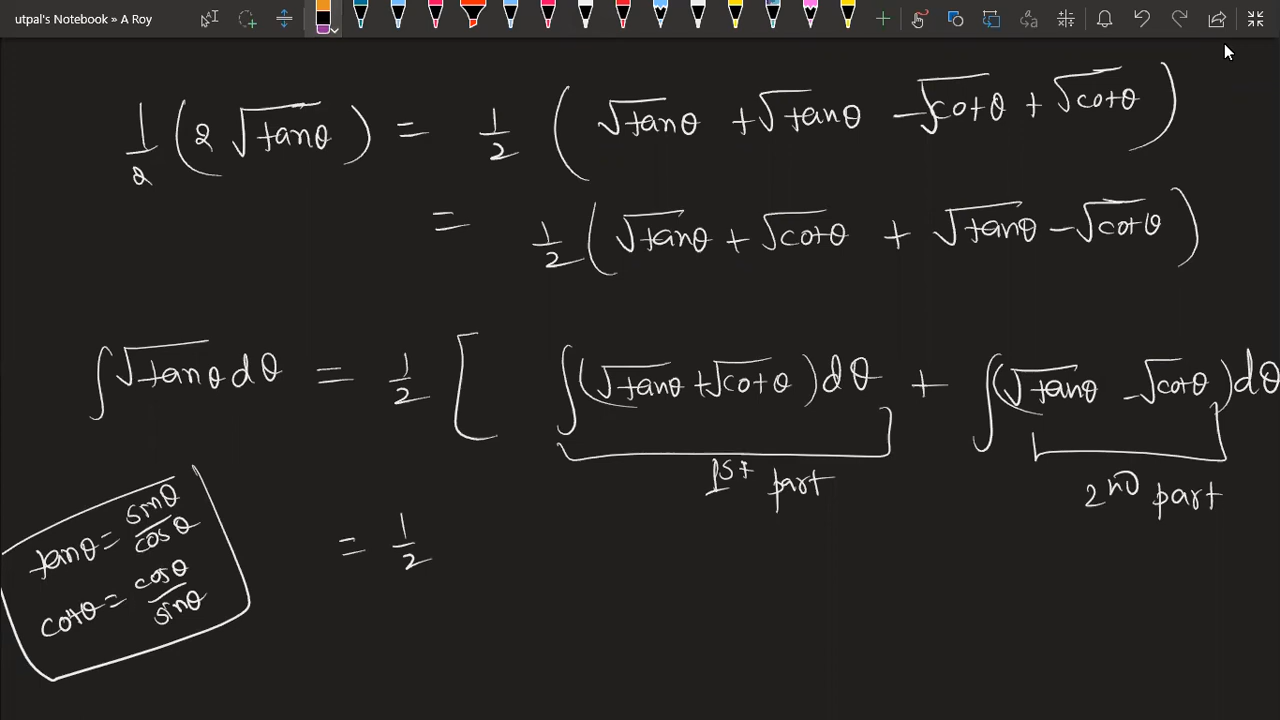 utpal's Notebook » A Roy
1/2 (2 √tanθ) = 1/2 (√tanθ + √tanθ - √cotθ + √cotθ)
= 1/2 (√tanθ + √cotθ + √tanθ - √cotθ)
∫√tanθ dθ = 1/2 [ ∫(√tanθ + √cotθ)dθ + ∫(√tanθ - √cotθ)dθ
1st part 2nd part
tanθ = sinθ/cosθ
cotθ = cosθ/sinθ
= 1/2